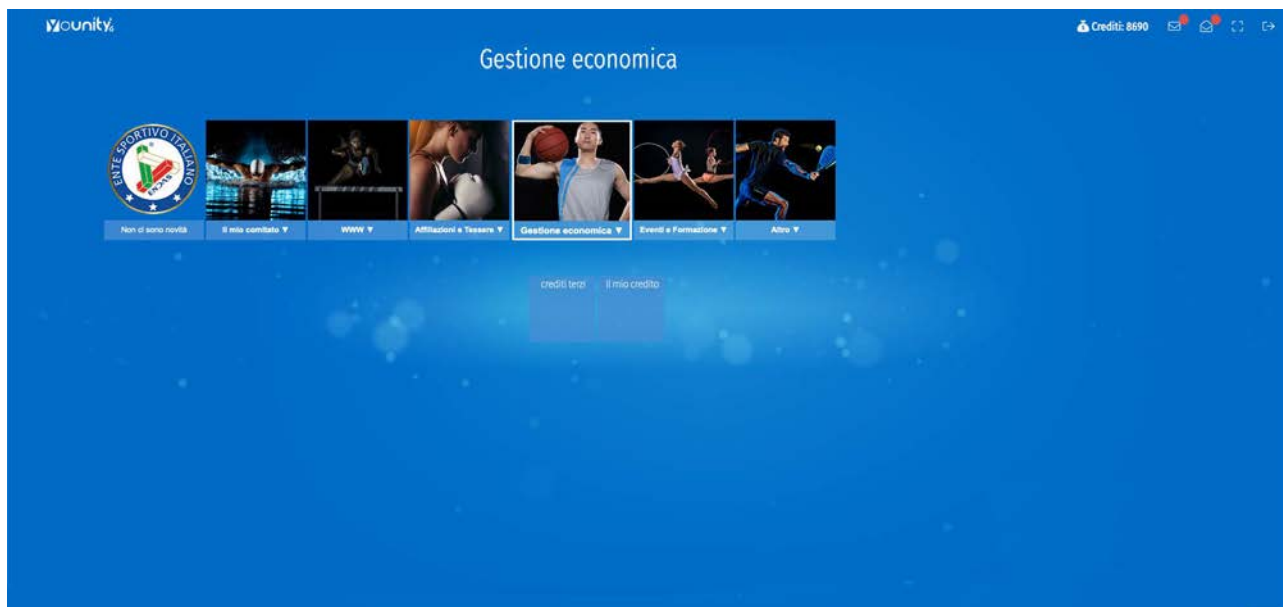 Younity6
Crediti: 8690
Gestione economica
ENTE SPORTIVO ITALIANO
Non ci sono novità
Il mio comitato ▼
WWW ▼
Affiliazioni e Tessere ▼
Gestione economica ▼
Eventi e Formazione ▼
Altro ▼
crediti terzi
Il mio credito